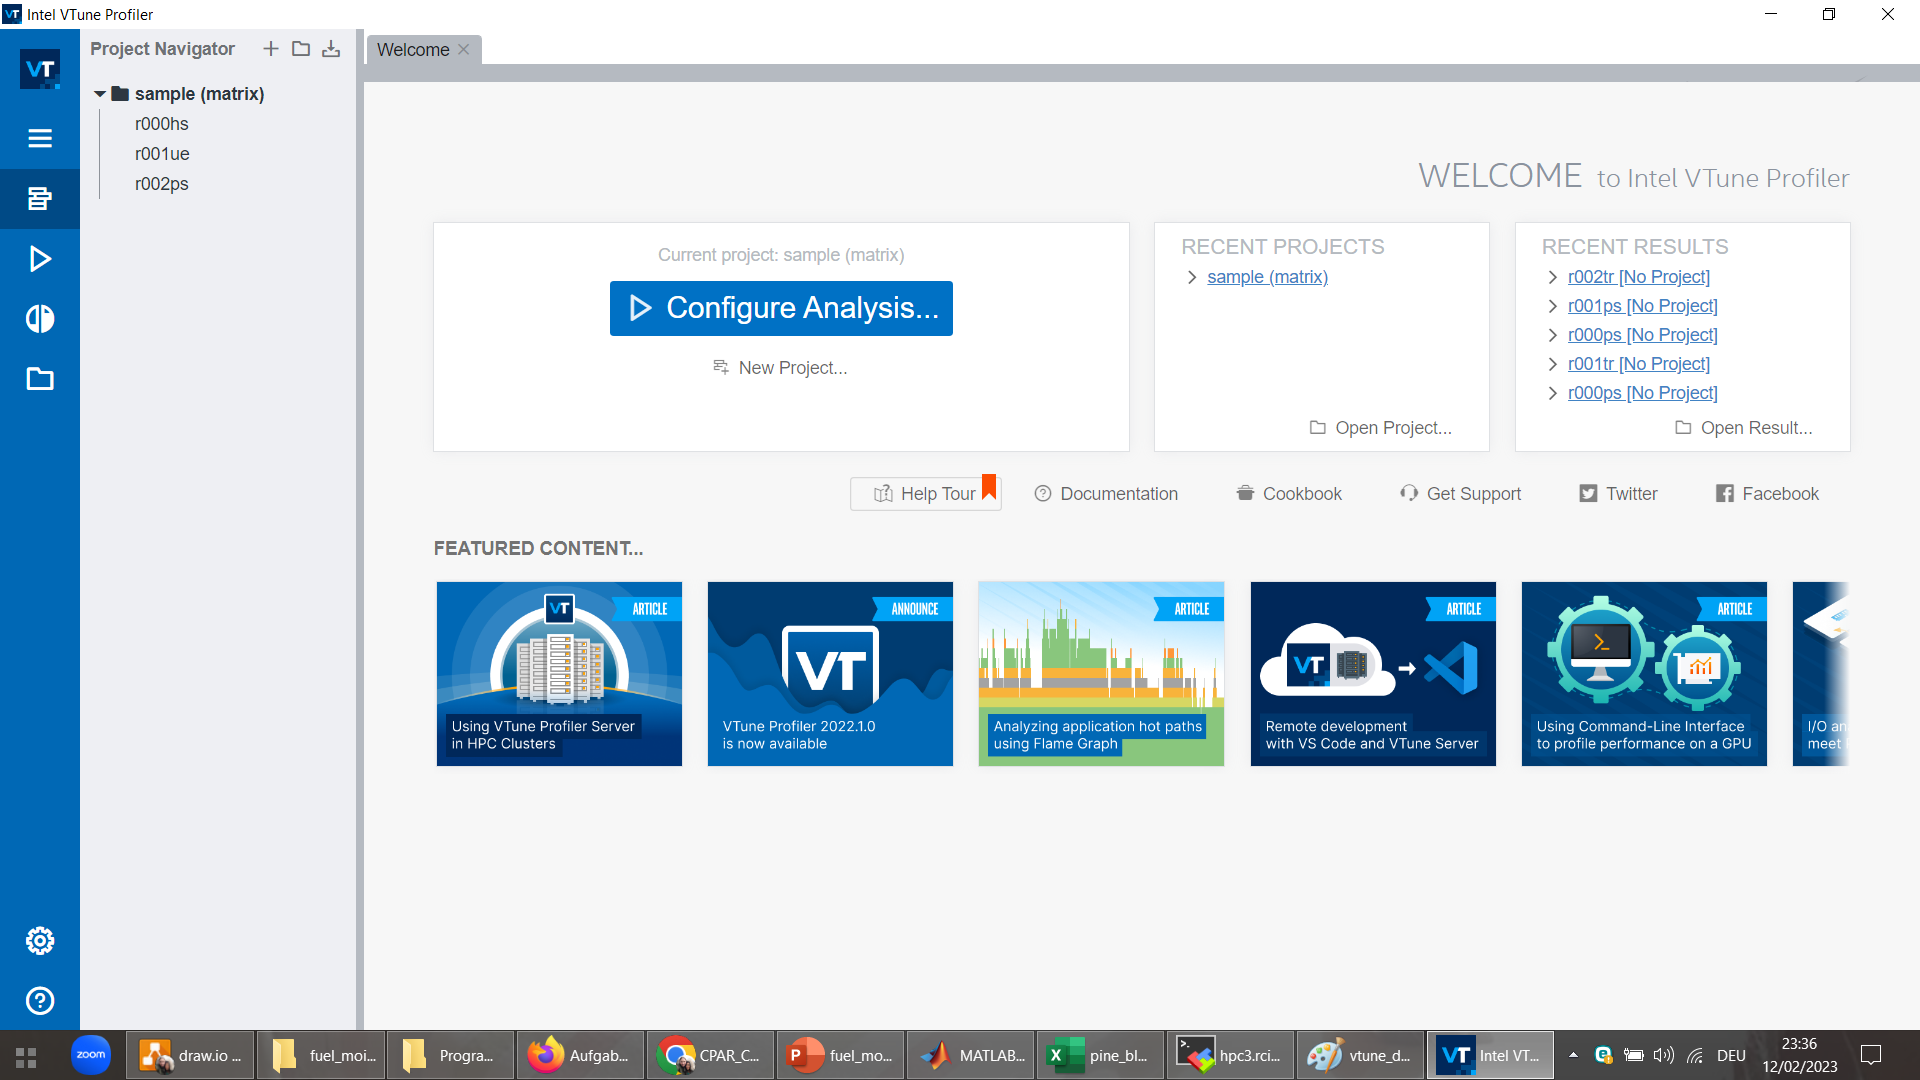 Intel VTune Profiler
Project Navigator
sample (matrix)
r000hs
r001ue
r002ps
Welcome
WELCOME to Intel VTune Profiler
Current project: sample (matrix)
Configure Analysis...
New Project...
RECENT PROJECTS
sample (matrix)
Open Project...
RECENT RESULTS
r002tr [No Project]
r001ps [No Project]
r000ps [No Project]
r001tr [No Project]
r000ps [No Project]
Open Result...
Help Tour
Documentation
Cookbook
Get Support
Twitter
Facebook
FEATURED CONTENT...
VT
ARTICLE
Using VTune Profiler Server
in HPC Clusters
ANNOUNCE
VT
VTune Profiler 2022.1.0
is now available
ARTICLE
Analyzing application hot paths
using Flame Graph
ARTICLE
VT
Remote development
with VS Code and VTune Server
ARTICLE
Using Command-Line Interface
to profile performance on a GPU
I/O an
meet
VT
zoom
draw.io ...
fuel_moi...
Progra...
Aufgab...
CPAR_C...
fuel_mo...
MATLAB...
pine_bl...
hpc3.rci...
vtune_d...
VT
Intel VT...
DEU
23:36
12/02/2023